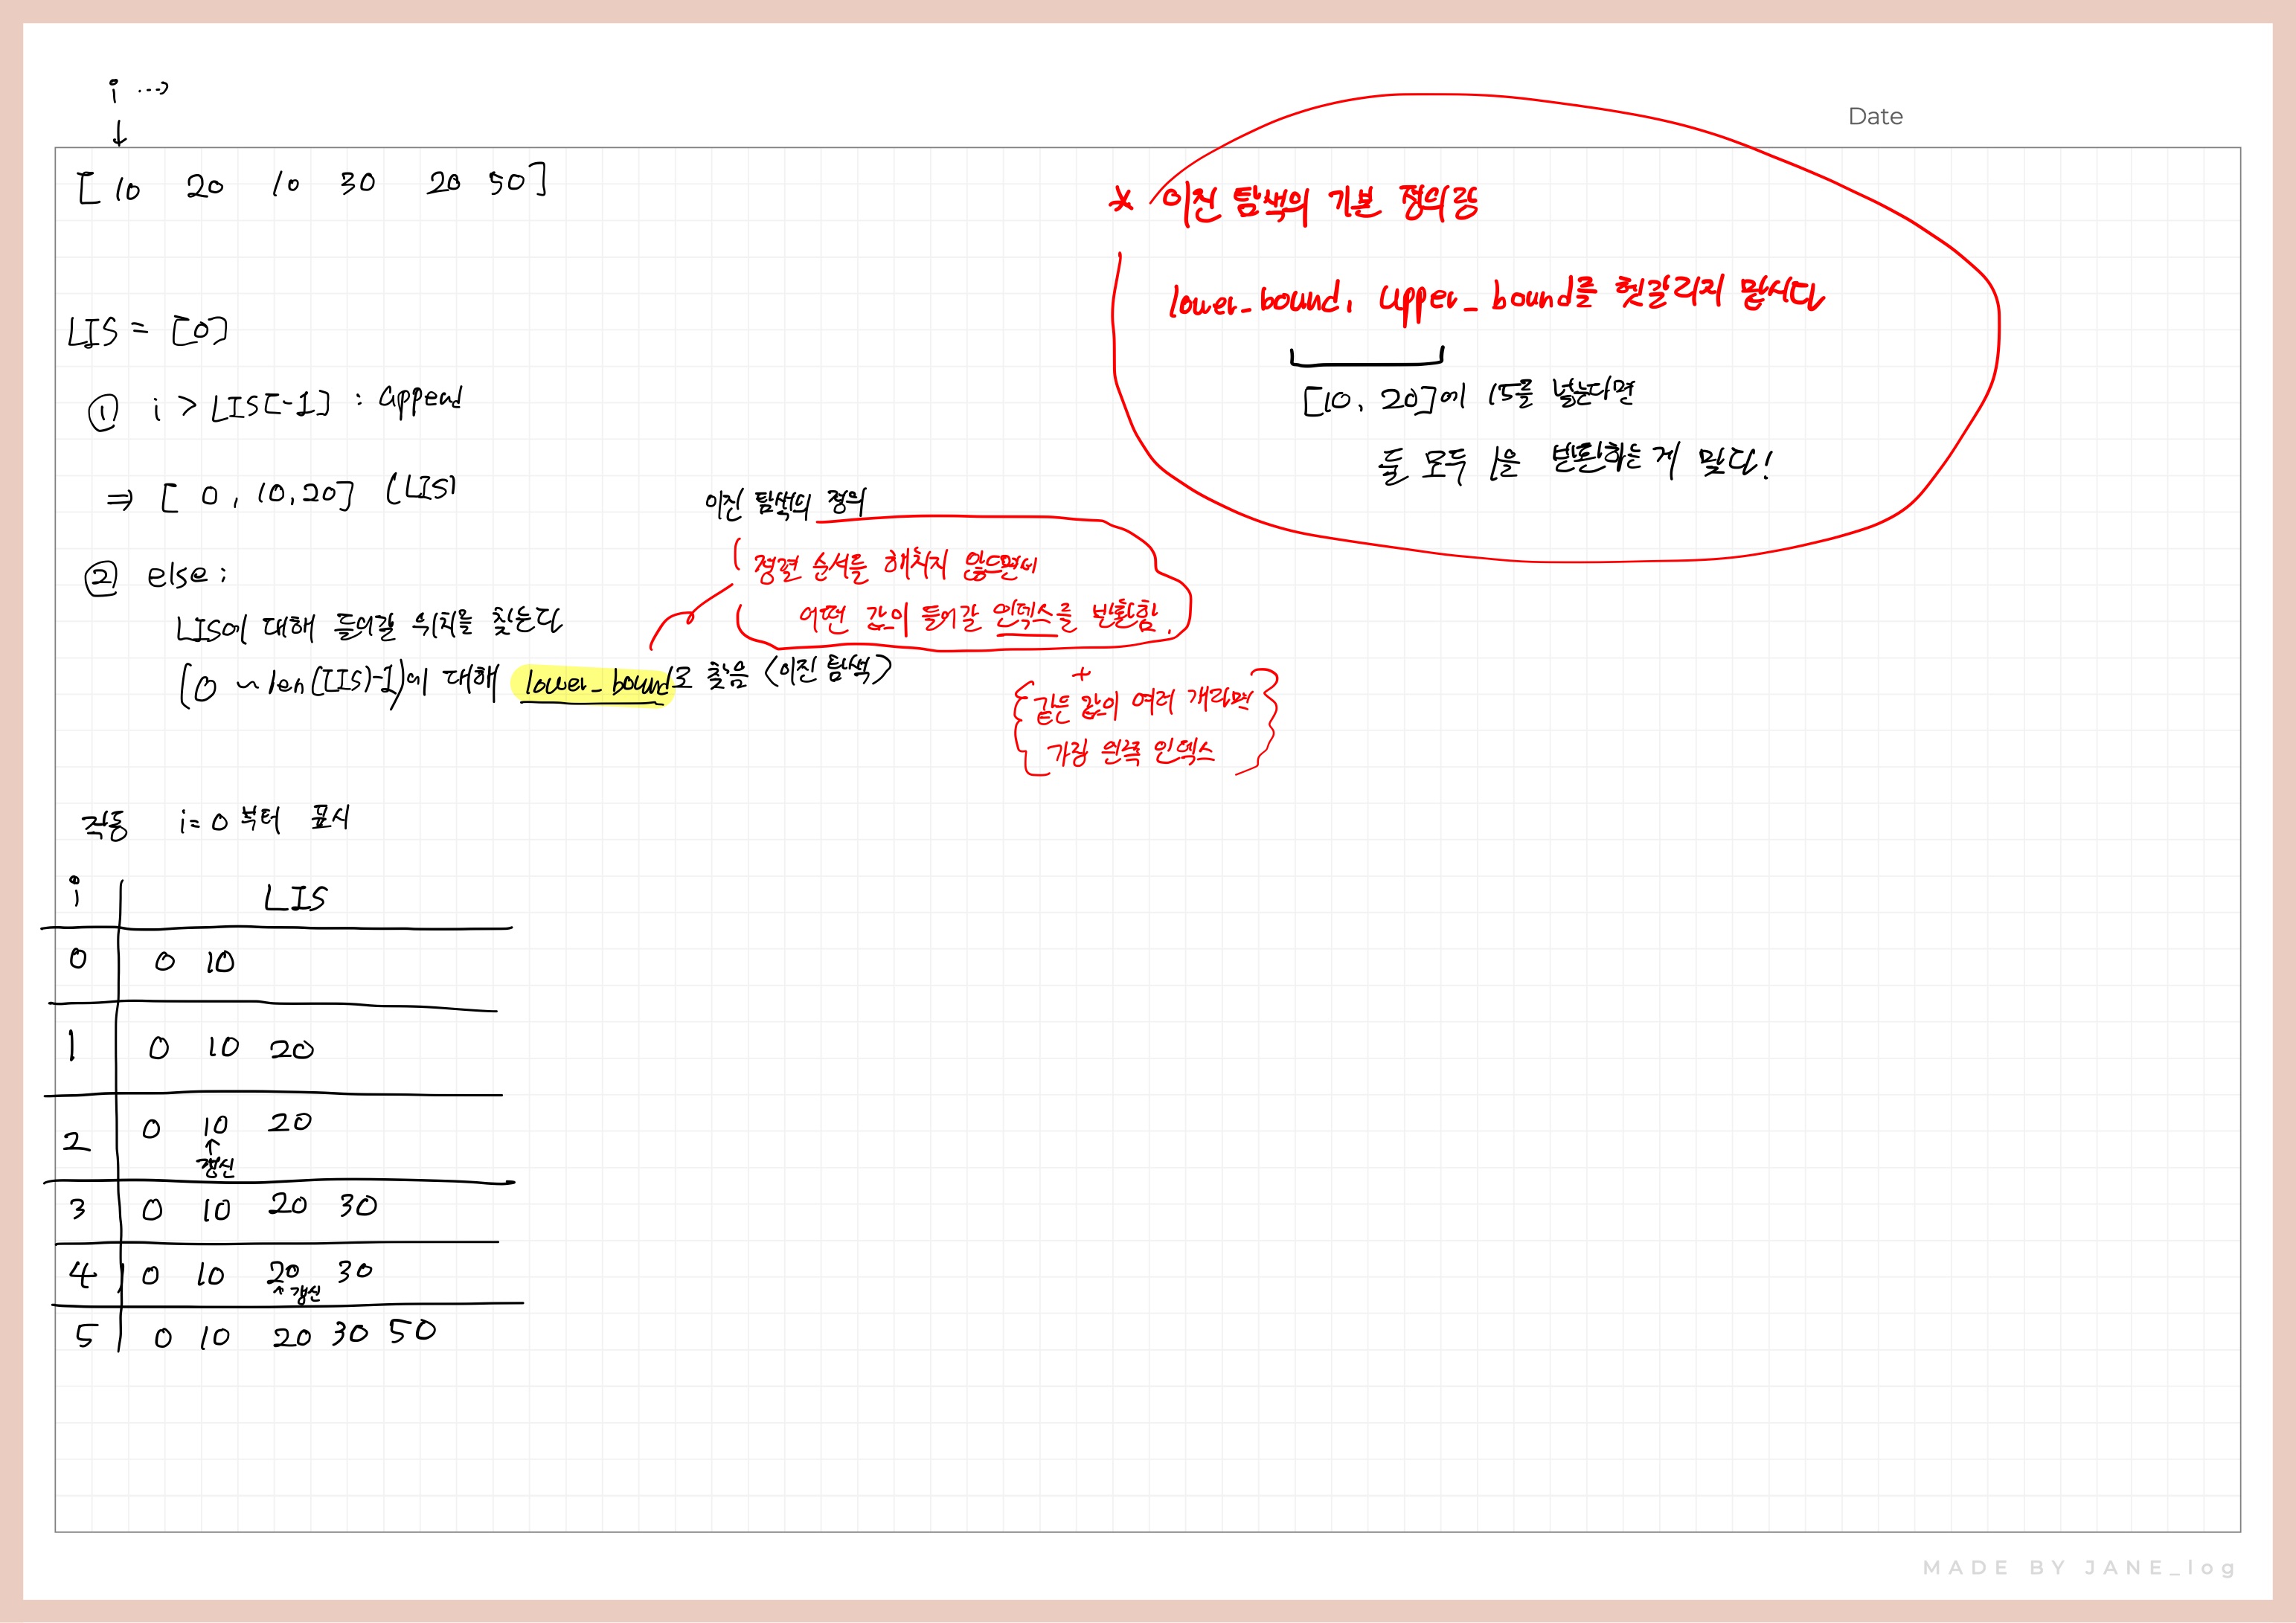 i ⇢
↓
Date
[ 10 20 10 30 20 50 ]
* 이진 탐색의 기본 정의랑
lower_bound, upper_bound를 헷갈리지 맙시다
[10, 20]에 15를 넣는다면
둘 모두 1을 반환하는 게 맞다!
LIS = [0]
① i > LIS[-1] : append
⇒ [ 0, 10, 20] (LIS)
② else :
LIS에 대해 들어갈 위치를 찾는다
(0 ~ len(LIS)-1)에 대해 lower_bound로 찾음 (이진 탐색)
이진 탐색의 정의
( 정렬 순서를 해치지 않으면서
어떤 값이 들어갈 인덱스를 반환함.
+
{ 같은 값이 여러 개라면
가장 왼쪽 인덱스 }
작동 i=0 부터 표시
i LIS
0 0 10
1 0 10 20
2 0 10 20
↑
갱신
3 0 10 20 30
4 0 10 20 30
↑ 갱신
5 0 10 20 30 50
MADE BY JANE_log